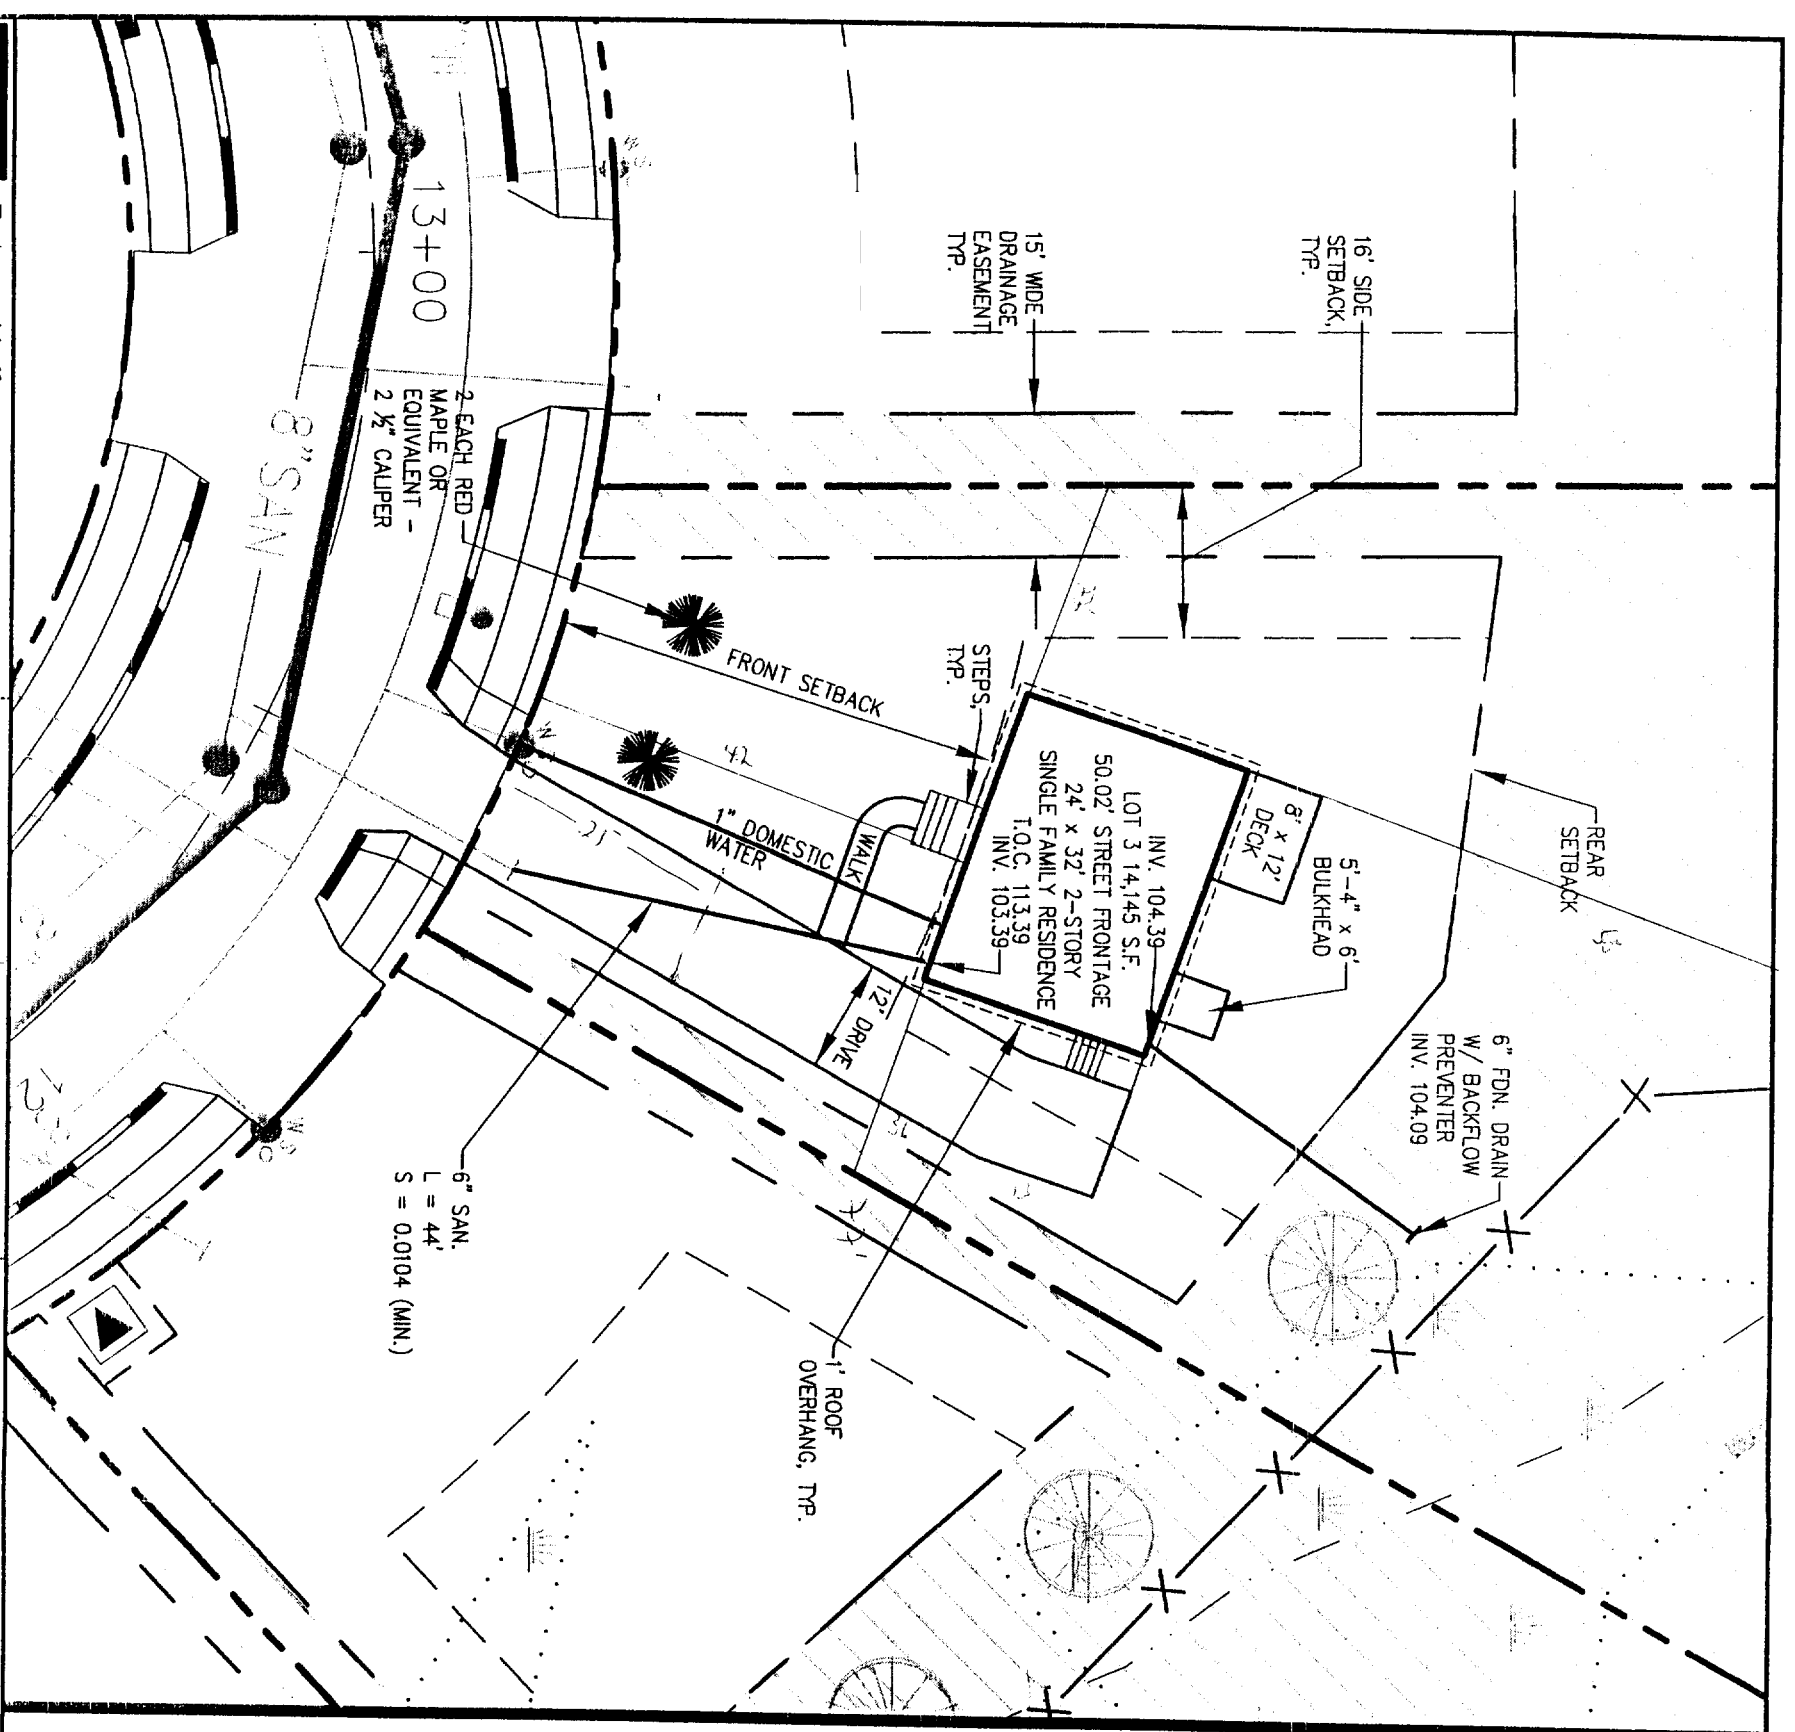 16' SIDE
SETBACK,
TYP.
15' WIDE
DRAINAGE
EASEMENT
TYP.
13+00
8" SAN
2 EACH RED
MAPLE OR
EQUIVALENT -
2 ½" CALIPER
FRONT SETBACK
STEPS,
TYP.
42
25
1" DOMESTIC
WATER
WALK
INV. 104.39
LOT 3 14,145 S.F.
50.02' STREET FRONTAGE
24' x 32' 2-STORY
SINGLE FAMILY RESIDENCE
T.O.C. 113.39
INV. 103.39
8' x 12'
DECK
5'-4" x 6'
BULKHEAD
REAR
SETBACK
12' DRIVE
6" FDN. DRAIN
W/ BACKFLOW
PREVENTER
INV. 104.09
6" SAN.
L = 44'
S = 0.0104 (MIN.)
1' ROOF
OVERHANG, TYP.